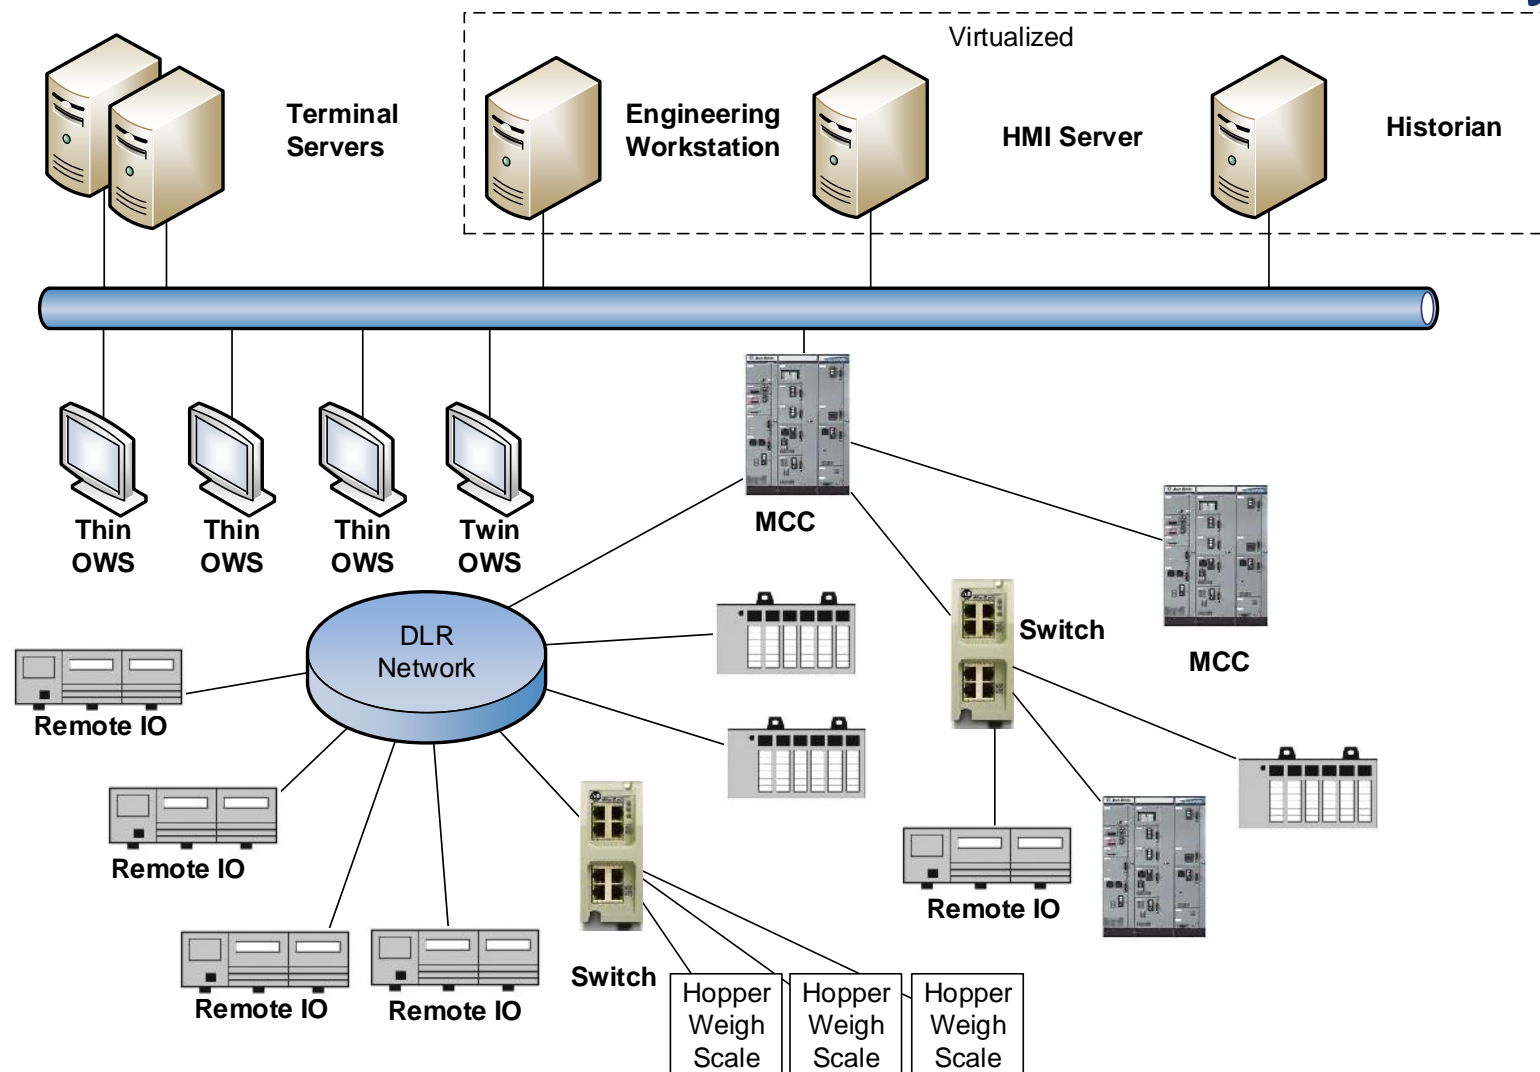 Virtualized
Terminal
Servers
Engineering
Workstation
HMI Server
Historian
Thin
OWS
Thin
OWS
Thin
OWS
Twin
OWS
MCC
MCC
DLR
Network
Switch
Remote IO
Remote IO
Remote IO
Remote IO
Remote IO
Switch
Hopper
Weigh
Scale
Hopper
Weigh
Scale
Hopper
Weigh
Scale